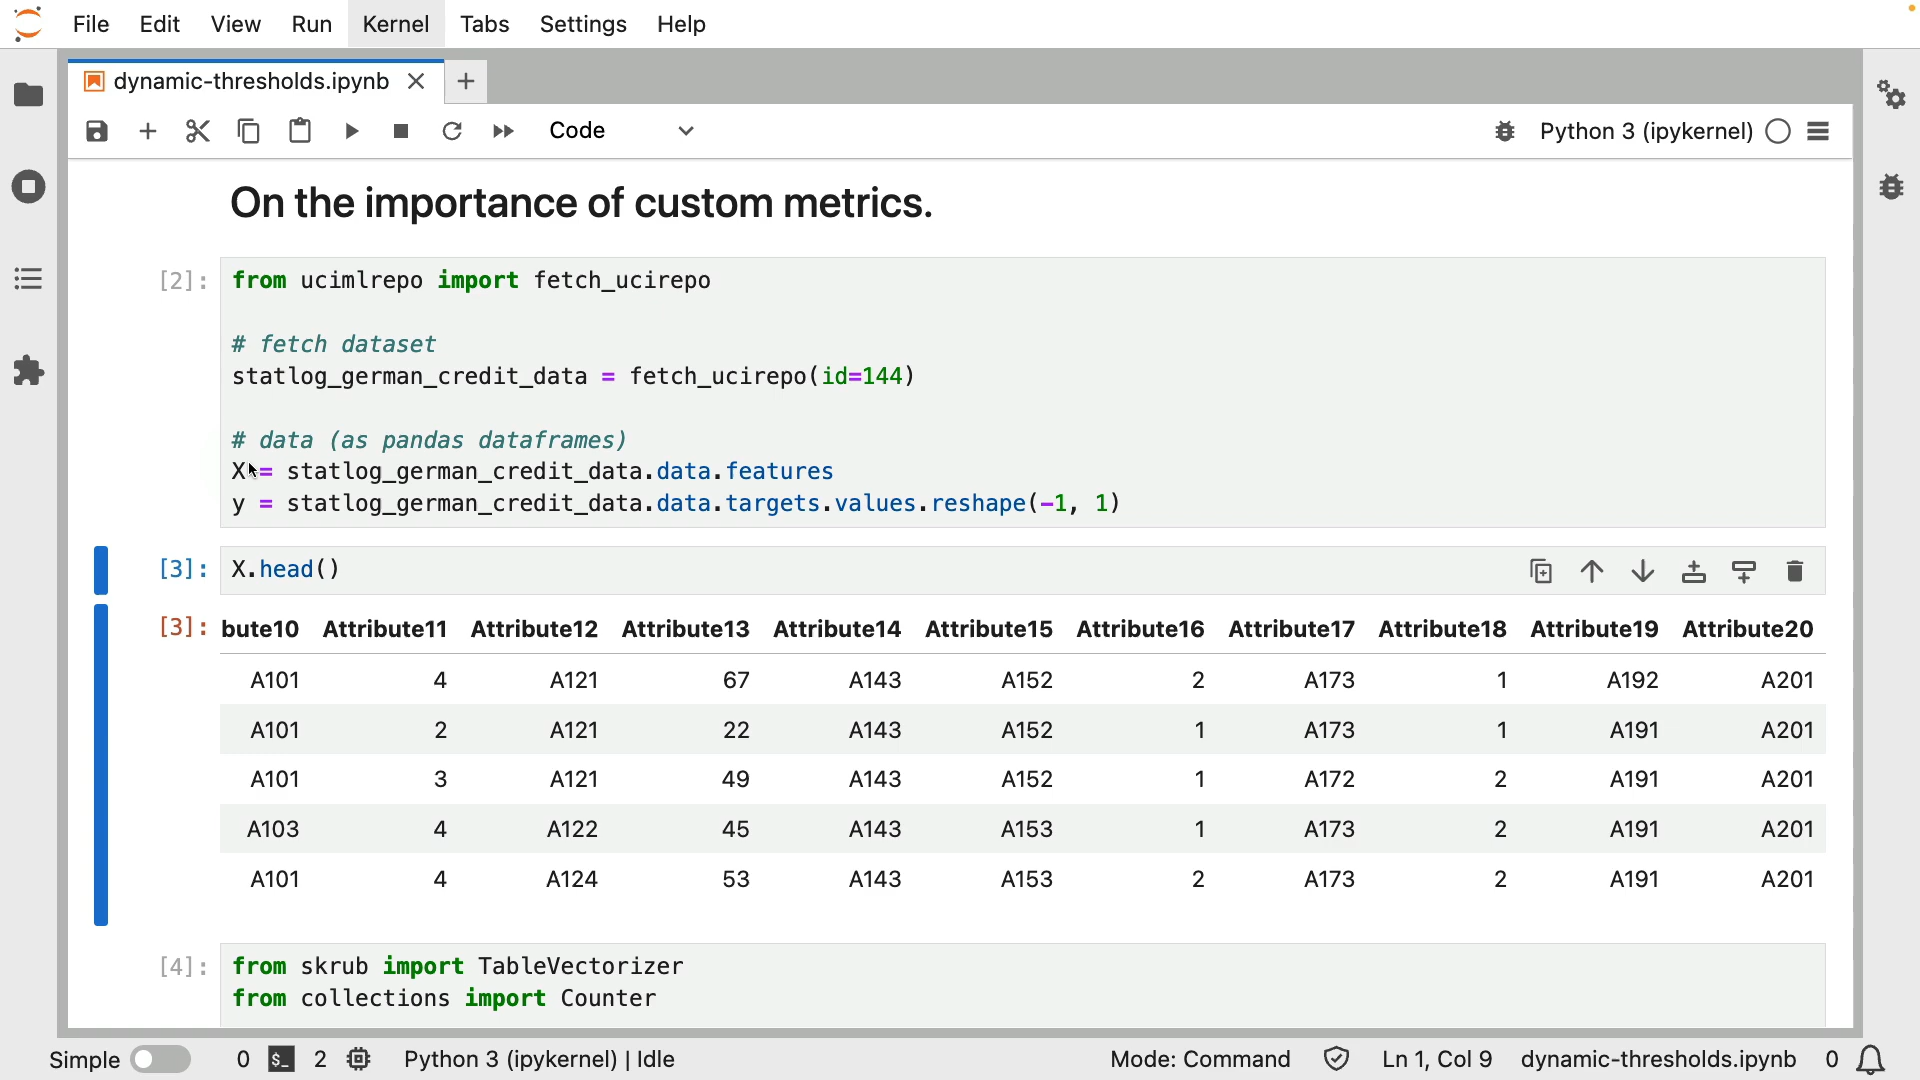 File Edit View Run Kernel Tabs Settings Help
dynamic-thresholds.ipynb
Code
Python 3 (ipykernel)
On the importance of custom metrics.
[2]: from ucimlrepo import fetch_ucirepo
# fetch dataset
statlog_german_credit_data = fetch_ucirepo(id=144)
# data (as pandas dataframes)
X = statlog_german_credit_data.data.features
y = statlog_german_credit_data.data.targets.values.reshape(-1, 1)
[3]: X.head()
[3]: bute10 Attribute11 Attribute12 Attribute13 Attribute14 Attribute15 Attribute16 Attribute17 Attribute18 Attribute19 Attribute20
A101 4 A121 67 A143 A152 2 A173 1 A192 A201
A101 2 A121 22 A143 A152 1 A173 1 A191 A201
A101 3 A121 49 A143 A152 1 A172 2 A191 A201
A103 4 A122 45 A143 A153 1 A173 2 A191 A201
A101 4 A124 53 A143 A153 2 A173 2 A191 A201
[4]: from skrub import TableVectorizer
from collections import Counter
Simple 0 $_ 2 Python 3 (ipykernel) | Idle Mode: Command Ln 1, Col 9 dynamic-thresholds.ipynb 0